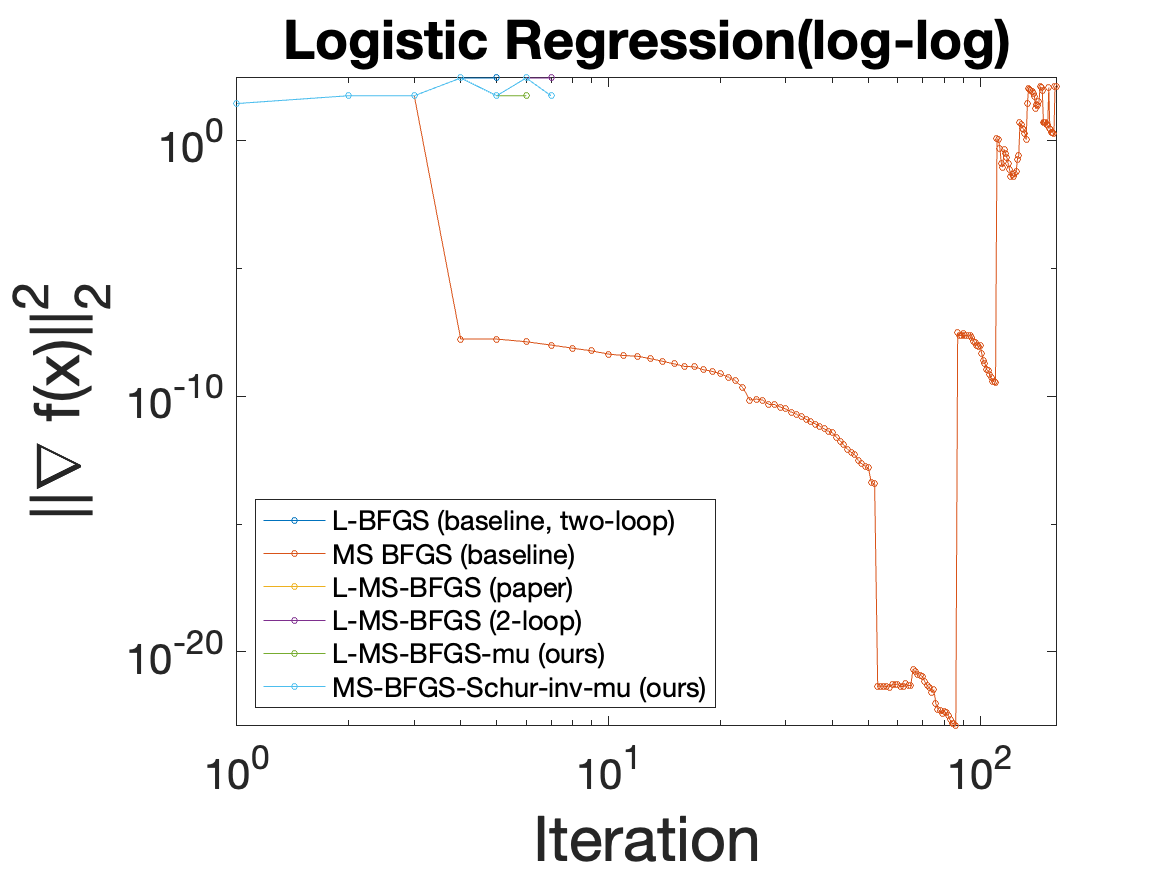 Logistic Regression(log-log)
10^0
10^-10
10^-20
||∇ f(x)||_2^2
L-BFGS (baseline, two-loop)
MS BFGS (baseline)
L-MS-BFGS (paper)
L-MS-BFGS (2-loop)
L-MS-BFGS-mu (ours)
MS-BFGS-Schur-inv-mu (ours)
10^0 10^1 10^2
Iteration